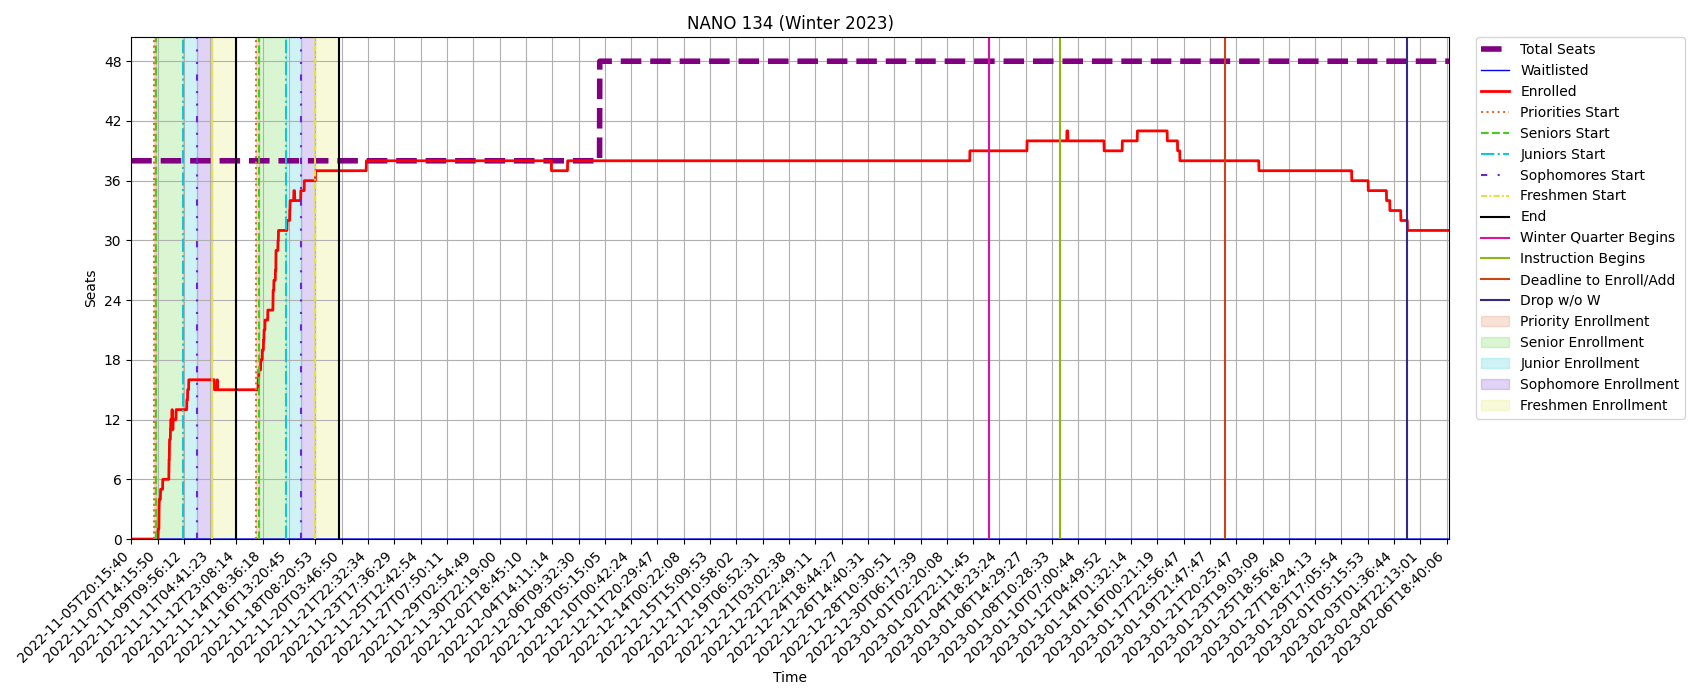 NANO 134 (Winter 2023)
Seats
48
42
36
30
24
18
12
6
0
2022-11-05T20:15:40
2022-11-07T14:15:50
2022-11-09T09:56:12
2022-11-11T04:41:23
2022-11-12T23:08:14
2022-11-14T18:36:18
2022-11-16T13:20:45
2022-11-18T08:20:53
2022-11-20T03:46:50
2022-11-21T22:32:34
2022-11-23T17:36:29
2022-11-25T12:42:54
2022-11-27T07:50:11
2022-11-29T02:54:49
2022-11-30T22:19:00
2022-12-02T18:45:10
2022-12-04T14:11:14
2022-12-06T09:32:30
2022-12-08T05:15:05
2022-12-10T00:42:24
2022-12-11T20:29:47
2022-12-14T00:22:08
2022-12-15T15:09:53
2022-12-17T10:58:02
2022-12-19T06:52:31
2022-12-21T03:02:38
2022-12-22T22:49:11
2022-12-24T18:44:27
2022-12-26T14:40:31
2022-12-28T10:30:51
2022-12-30T06:17:39
2023-01-01T02:20:08
2023-01-02T22:11:45
2023-01-04T18:23:24
2023-01-06T14:29:27
2023-01-08T10:28:33
2023-01-10T07:00:44
2023-01-12T04:49:52
2023-01-14T01:32:14
2023-01-16T00:21:19
2023-01-17T22:56:47
2023-01-19T21:47:47
2023-01-21T20:25:47
2023-01-23T19:03:09
2023-01-25T18:56:40
2023-01-27T18:24:13
2023-01-29T17:05:54
2023-02-01T05:15:53
2023-02-03T01:36:44
2023-02-04T22:13:01
2023-02-06T18:40:06
Time
Total Seats
Waitlisted
Enrolled
Priorities Start
Seniors Start
Juniors Start
Sophomores Start
Freshmen Start
End
Winter Quarter Begins
Instruction Begins
Deadline to Enroll/Add
Drop w/o W
Priority Enrollment
Senior Enrollment
Junior Enrollment
Sophomore Enrollment
Freshmen Enrollment